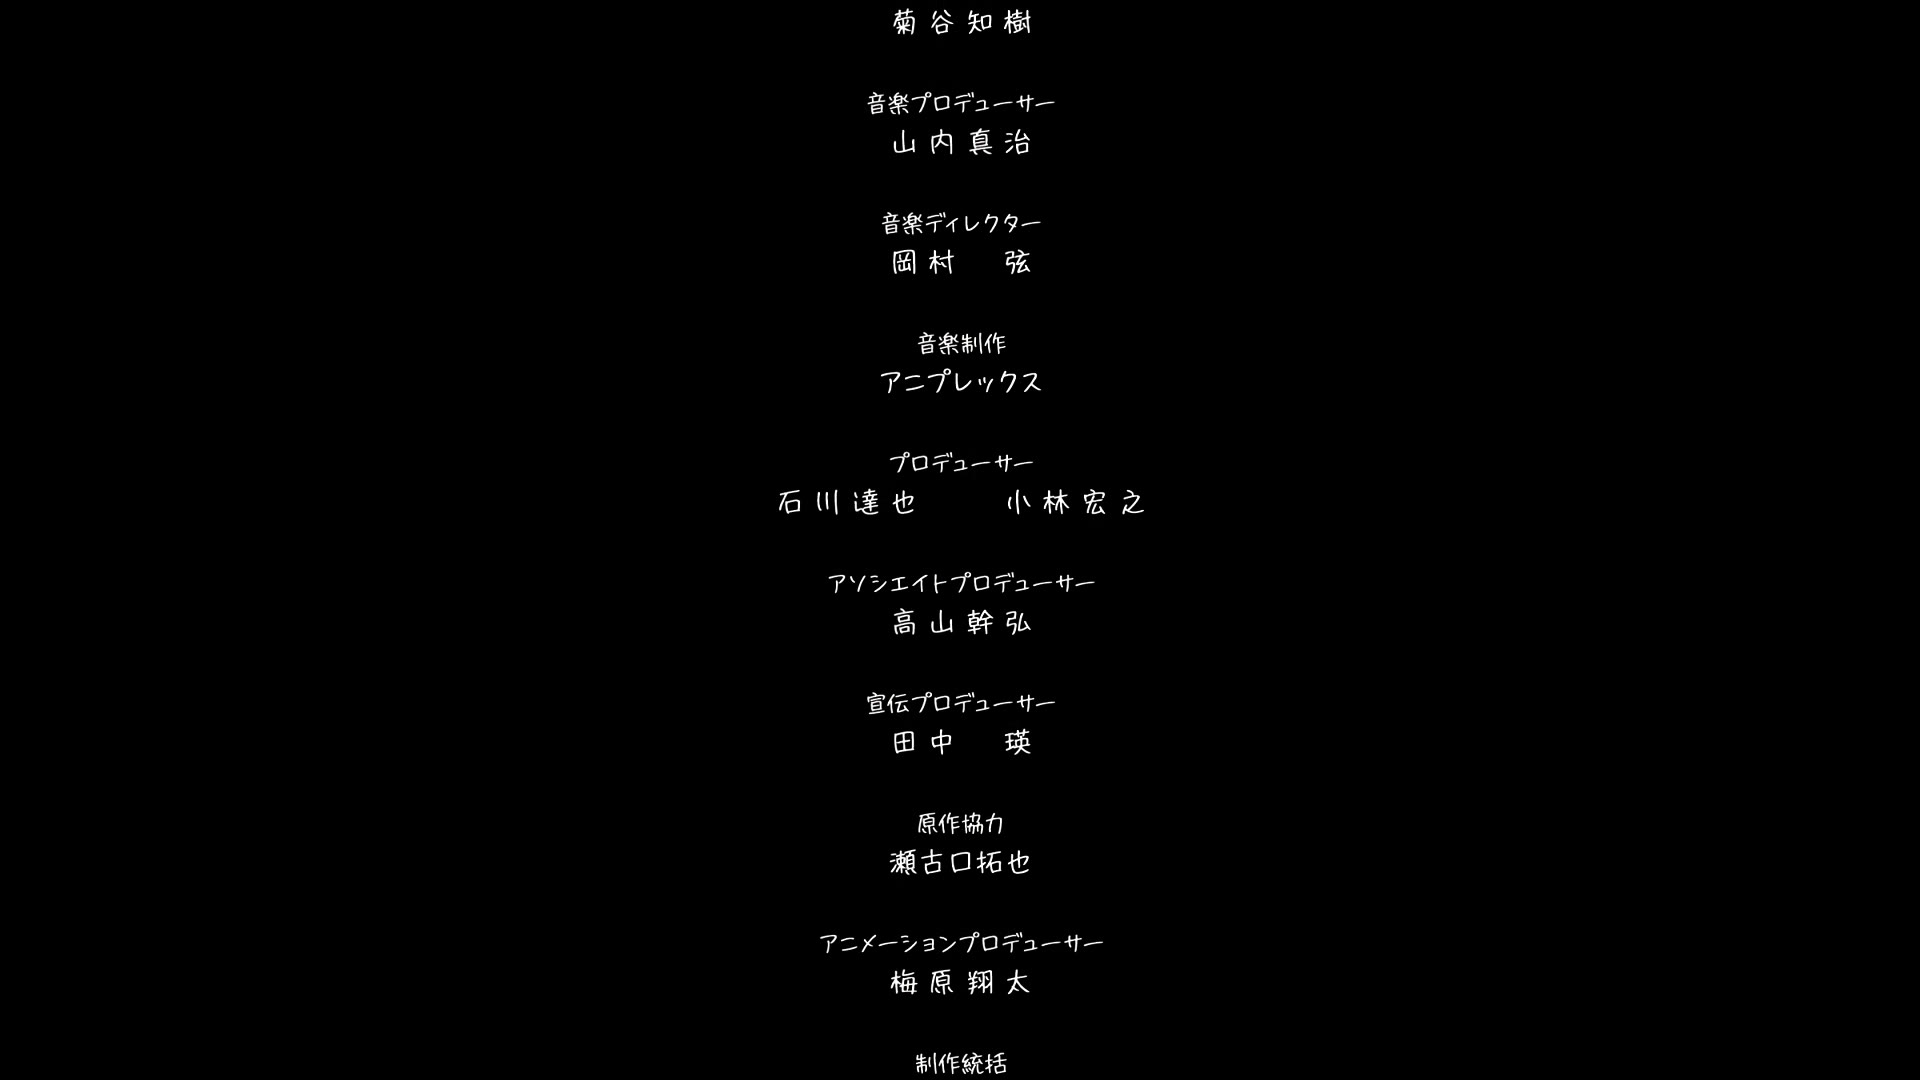 菊谷知樹
音楽プロデューサー
山内真治
音楽ディレクター
岡村　弦
音楽制作
アニプレックス
プロデューサー
石川達也　小林宏之
アソシエイトプロデューサー
高山幹弘
宣伝プロデューサー
田中　瑛
原作協力
瀬古口拓也
アニメーションプロデューサー
梅原翔太
制作統括